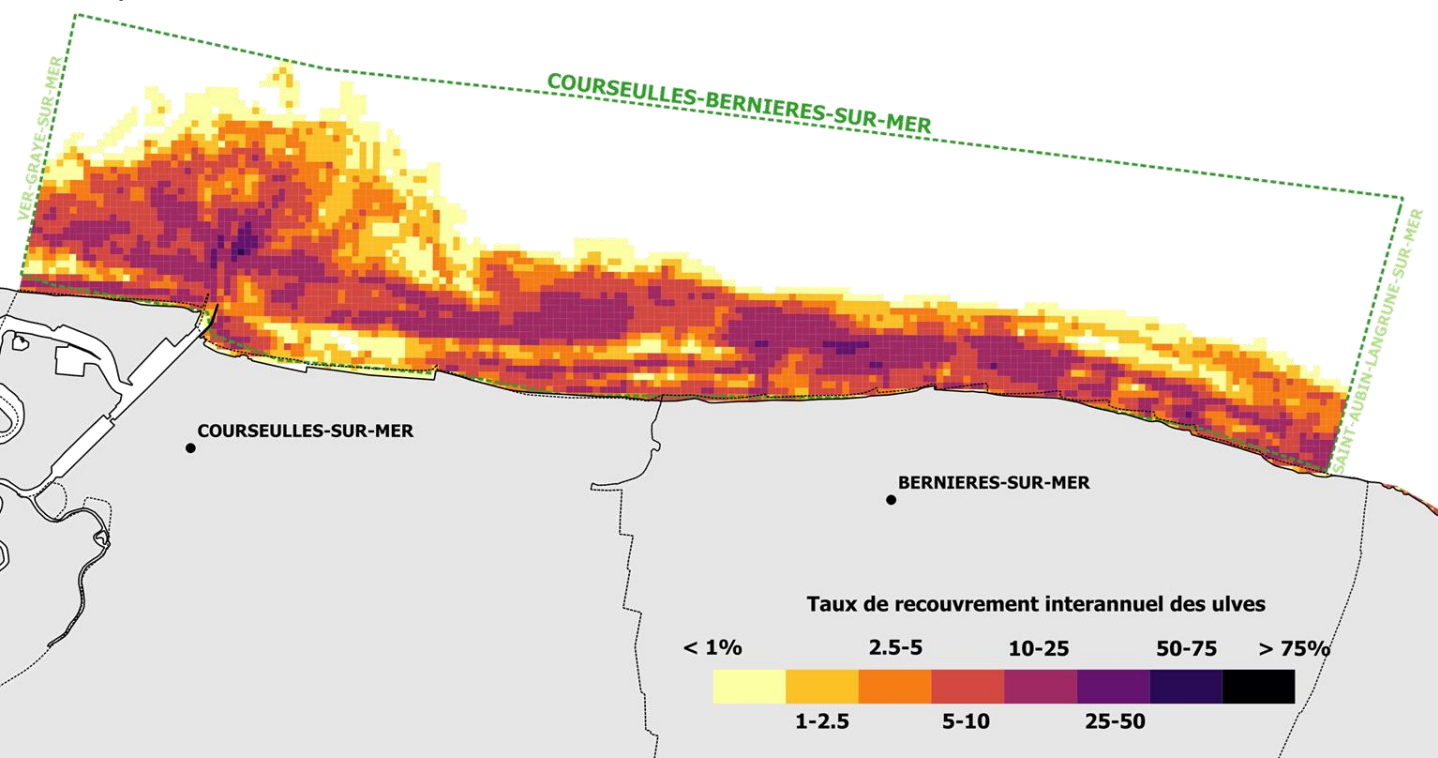 COURSEULLES-BERNIERES-SUR-MER
VER-GRAYE-SUR-MER
SAINT-AUBIN-LANGRUNE-SUR-MER
COURSEULLES-SUR-MER
BERNIERES-SUR-MER
Taux de recouvrement interannuel des ulves
< 1% 2.5-5 10-25 50-75 > 75%
1-2.5 5-10 25-50